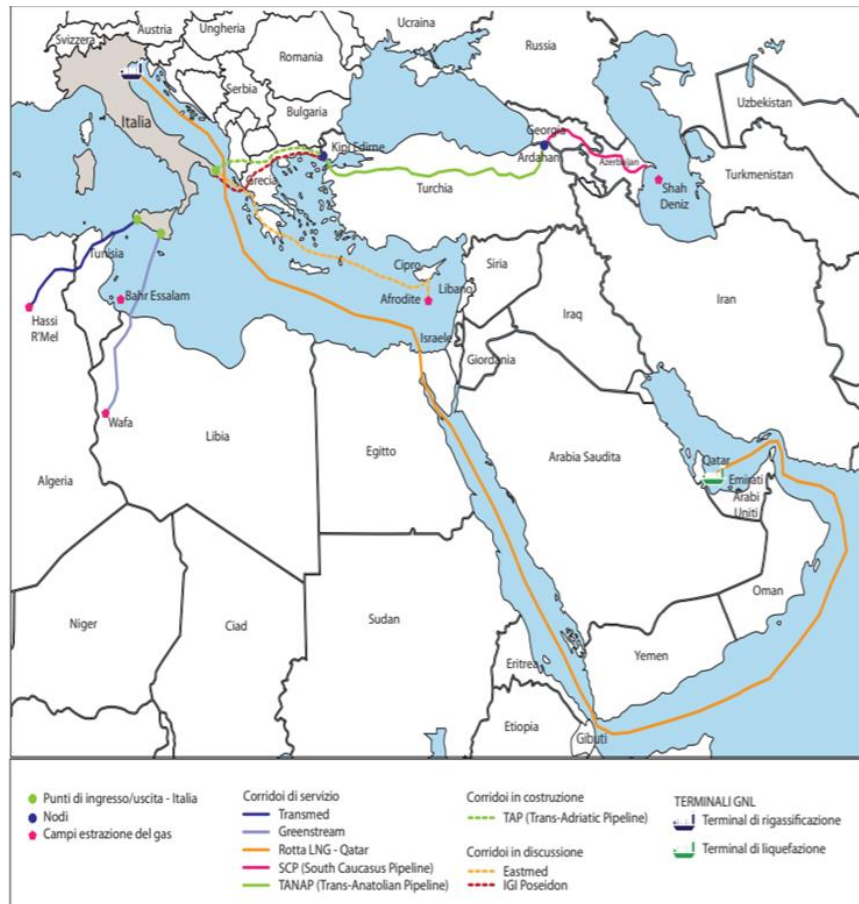 Ucraina
Austria
Ungheria
Svizzera
Romania
Russia
Serbia
Uzbekistan
Bulgaria
Italia
Georgia
Kipi Edirne
Ardahan
Azerbaijan
Grecia
Turchia
Shah
Deniz
Turkmenistan
Tunisia
Cipro
Siria
Libano
Bahr Essalam
Afrodite
Iran
Hassi
R'Mel
Iraq
Israele
Giordania
Wafa
Libia
Egitto
Arabia Saudita
Qatar
Emirati
Arabi
Uniti
Algeria
Oman
Niger
Ciad
Sudan
Yemen
Eritrea
Etiopia
Gibuti
Punti di ingresso/uscita - Italia
Nodi
Campi estrazione del gas
Corridoi di servizio
Transmed
Greenstream
Rotta LNG - Qatar
SCP (South Caucasus Pipeline)
TANAP (Trans-Anatolian Pipeline)
Corridoi in costruzione
TAP (Trans-Adriatic Pipeline)
Corridoi in discussione
Eastmed
IGI Poseidon
TERMINALI GNL
Terminal di rigassificazione
Terminal di liquefazione